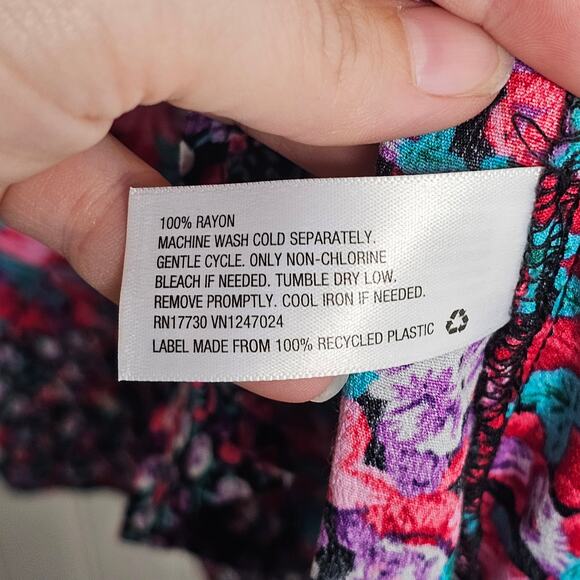 100% RAYON
MACHINE WASH COLD SEPARATELY.
GENTLE CYCLE. ONLY NON-CHLORINE
BLEACH IF NEEDED. TUMBLE DRY LOW.
REMOVE PROMPTLY. COOL IRON IF NEEDED.
RN17730 VN1247024
LABEL MADE FROM 100% RECYCLED PLASTIC